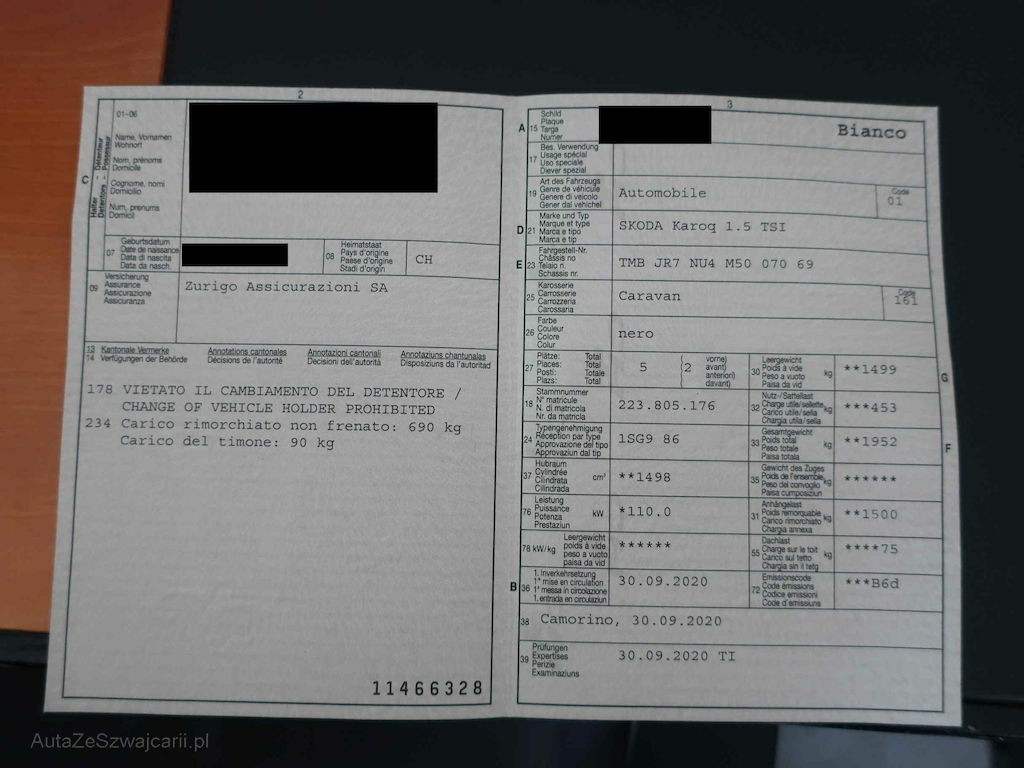 2
01-06
Name, Vornamen
Wohnort
Nom, prénoms
Domicile
Cognome, nomi
Domicilio
Num, prenums
Domicil
C
Halter – Détenteur
Detentore – Possessur
07
Geburtsdatum
Date de naissance
Data di nascita
Data da nasch.
08
Heimatstaat
Pays d'origine
Paese d'origine
Stadi d'origin
CH
09
Versicherung
Assurance
Assicurazione
Assicuranza
Zurigo Assicurazioni SA
13 Kantonale Vermerke
14 Verfügungen der Behörde
Annotations cantonales
Décisions de l'autorité
Annotazioni cantonali
Decisioni dell'autorità
Annotaziuns chantunalas
Disposiziuns da l'autoritad
178 VIETATO IL CAMBIAMENTO DEL DETENTORE /
CHANGE OF VEHICLE HOLDER PROHIBITED
234 Carico rimorchiato non frenato: 690 kg
Carico del timone: 90 kg
11466328
3
A 15
Schild
Plaque
Targa
Numer
Bianco
17
Bes. Verwendung
Usage spécial
Uso speciale
Diever spezial
19
Art des Fahrzeugs
Genre de véhicule
Genere di veicolo
Gener dal vehichel
Automobile
Code
01
D 21
Marke und Typ
Marque et type
Marca e tipo
Marca e tip
SKODA Karoq 1.5 TSI
E 23
Fahrgestell-Nr.
Châssis no
Telaio n.
Schassis nr.
TMB JR7 NU4 M50 070 69
25
Karosserie
Carrosserie
Carrozzeria
Carossaria
Caravan
Code
161
26
Farbe
Couleur
Colore
Colur
nero
27
Plätze: Total
Places: Total
Posti: Totale
Plazs: Total
5
(2
vorne)
avant)
anteriori)
davant)
30
Leergewicht
Poids à vide
Peso a vuoto
Paisa da vid
kg
**1499
G
18
Stammnummer
N° matricule
N. di matricola
Nr. da matricla
223.805.176
32
Nutz-/Sattellast
Charge utile/sellette
Carico utile/sella
Chargia utila/sella
kg
***453
24
Typengenehmigung
Réception par type
Approvazione del tipo
Approvaziun dal tip
1SG9 86
33
Gesamtgewicht
Poids total
Peso totale
Paisa totala
kg
**1952
F
37
Hubraum
Cylindrée
Cilindrata
Cilindrada
cm³
**1498
35
Gewicht des Zuges
Poids de l'ensemble
Peso del convoglio
Paisa cumposiziun
kg
******
76
Leistung
Puissance
Potenza
Prestaziun
kW
*110.0
31
Anhängelast
Poids remorquable
Carico rimorchiato
Chargia annexa
kg
**1500
78 kW/kg
Leergewicht
poids à vide
peso a vuoto
paisa da vid
******
55
Dachlast
Charge sur le toit
Carico sul tetto
Chargia sin il tetg
kg
****75
B 36
1. Inverkehrsetzung
1re mise en circulation
1a messa in circolazione
1. entrada en circulaziun
30.09.2020
72
Emissionscode
Code émissions
Codice emissioni
Code d'emissiuns
***B6d
38
Camorino, 30.09.2020
39
Prüfungen
Expertises
Perizie
Examinaziuns
30.09.2020 TI
AutaZeSzwajcarii.pl